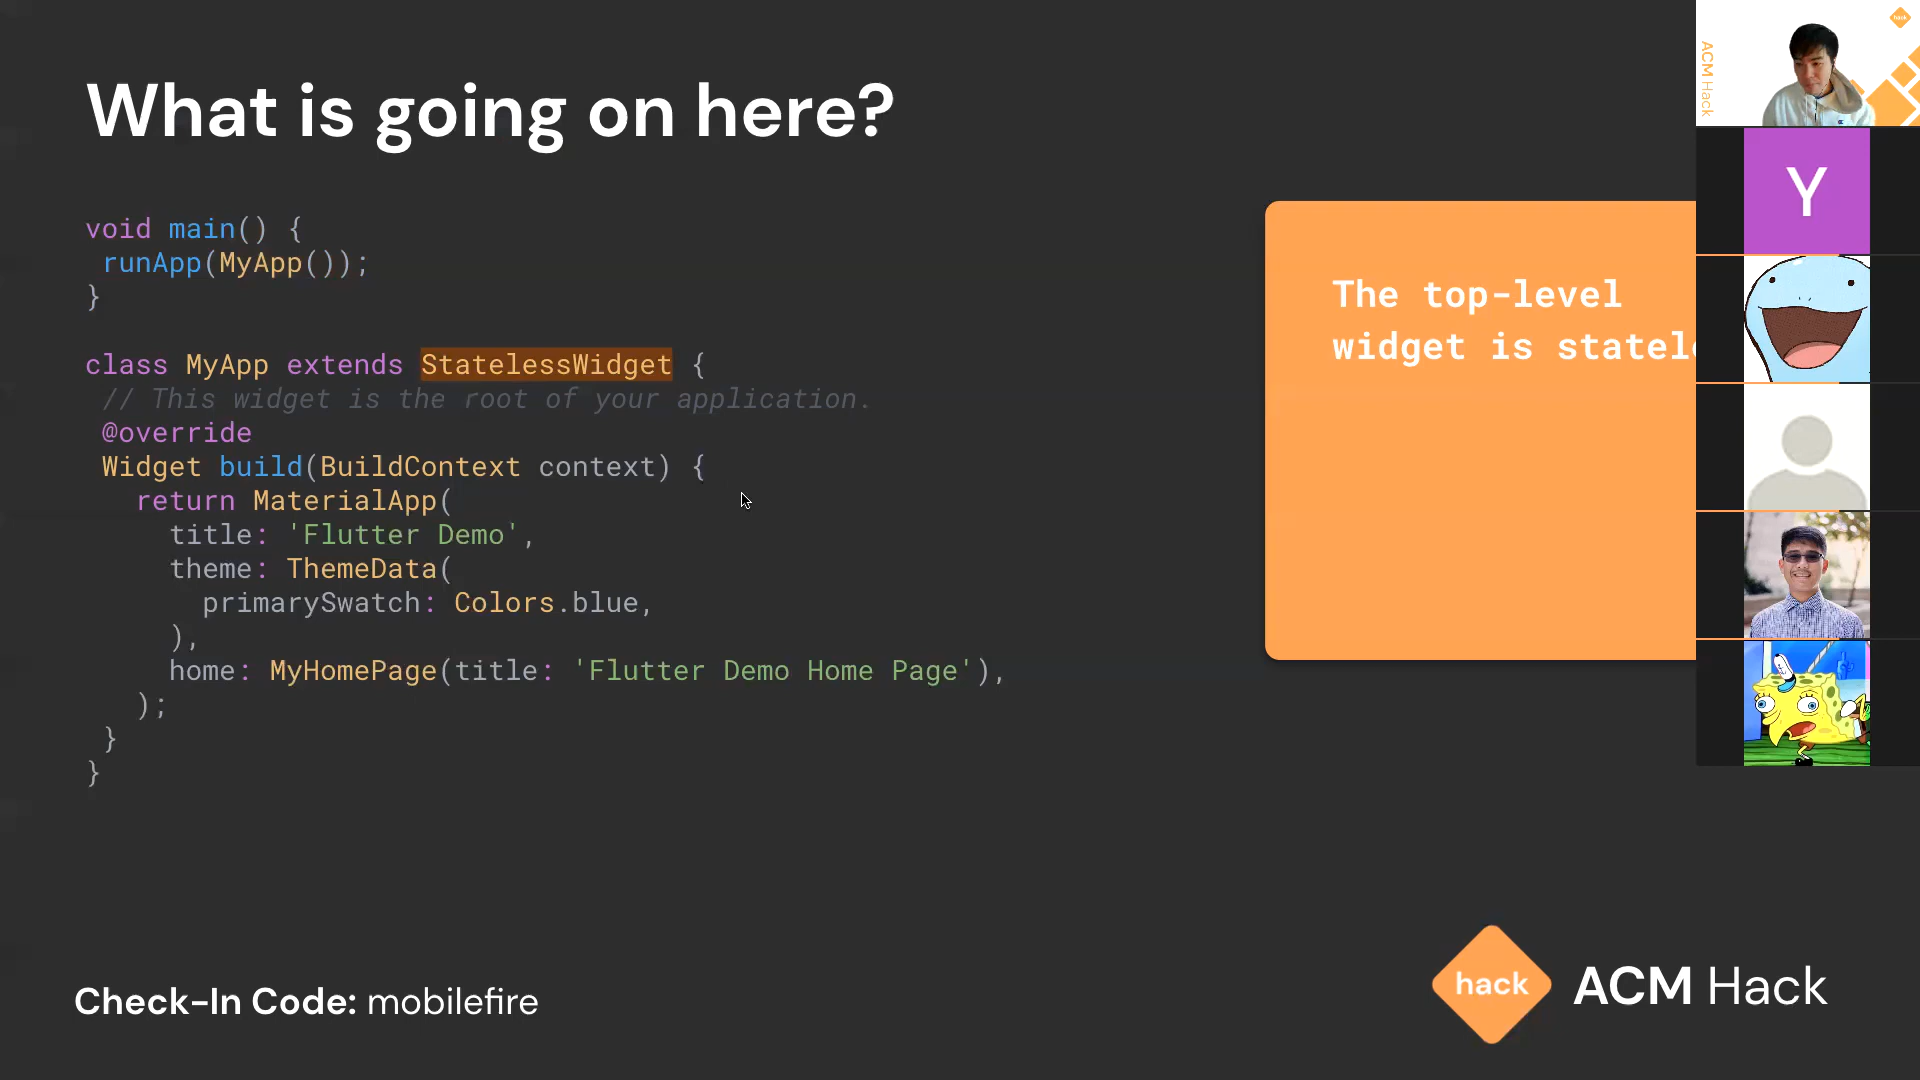 What is going on here?
void main() {
runApp(MyApp());
}
class MyApp extends StatelessWidget {
// This widget is the root of your application.
@override
Widget build(BuildContext context) {
return MaterialApp(
title: 'Flutter Demo',
theme: ThemeData(
primarySwatch: Colors.blue,
),
home: MyHomePage(title: 'Flutter Demo Home Page'),
);
}
}
The top-level
widget is statel
hack
ACM Hack
Y
Check-In Code: mobilefire
hack
ACM Hack